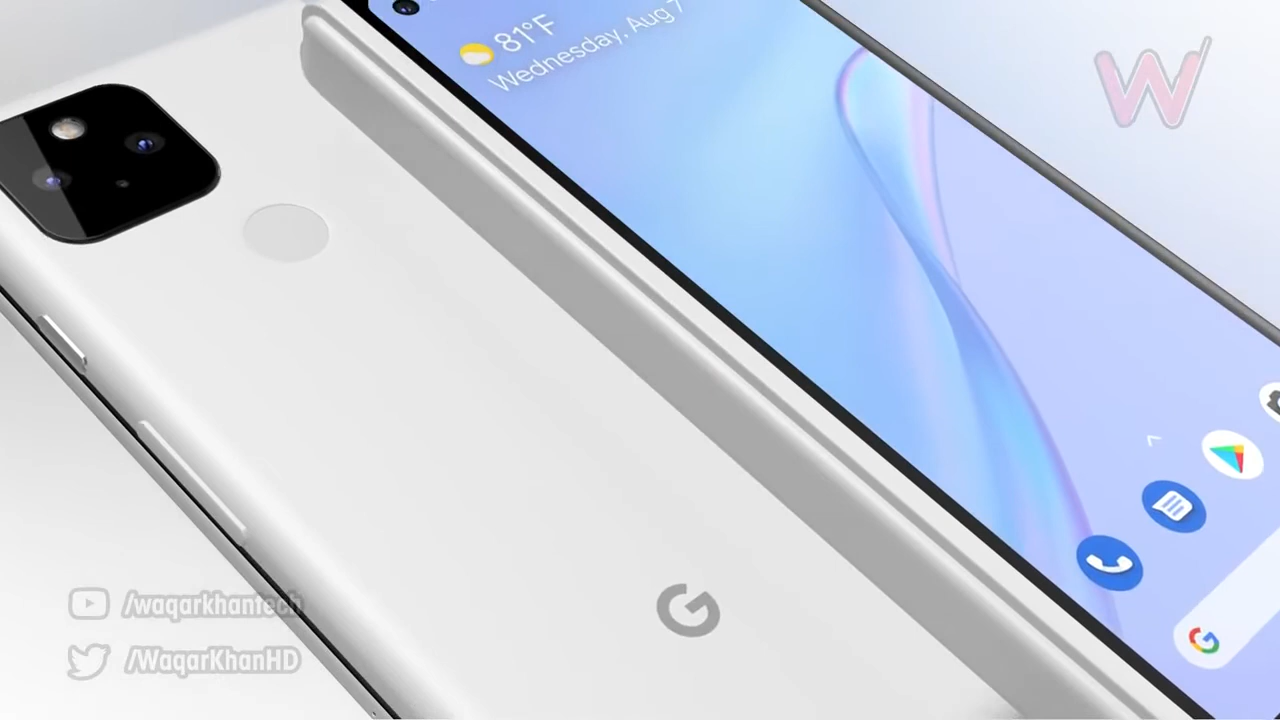 81°F
Wednesday, Aug 7
W
G
G
/waqarkhantech
/WaqarKhanHD